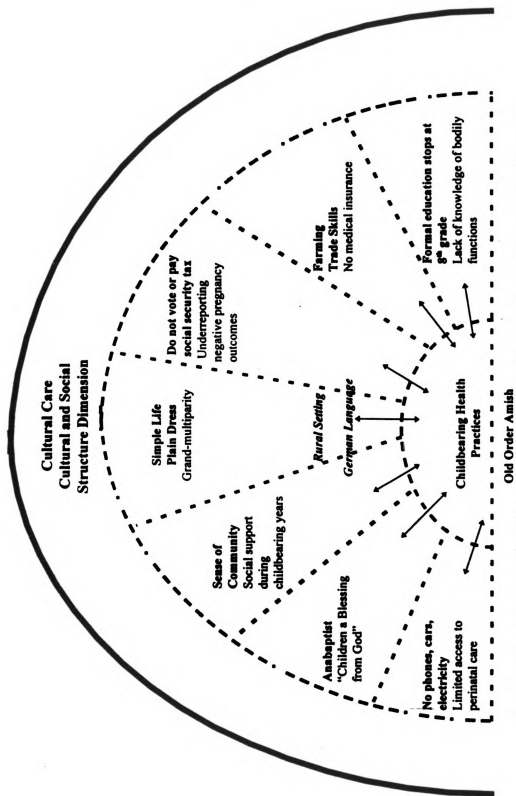 Cultural Care
Cultural and Social
Structure Dimension
No phones, cars,
electricity
Limited access to
perinatal care
Anabaptist
"Children a Blessing
from God"
Sense of
Community
Social support
during
childbearing years
Simple Life
Plain Dress
Grand-multiparity
Do not vote or pay
social security tax
Underreporting
negative pregnancy
outcomes
Farming
Trade Skills
No medical insurance
Formal education stops at
8th grade
Lack of knowledge of bodily
functions
Rural Setting
German Language
Childbearing Health
Practices
Old Order Amish